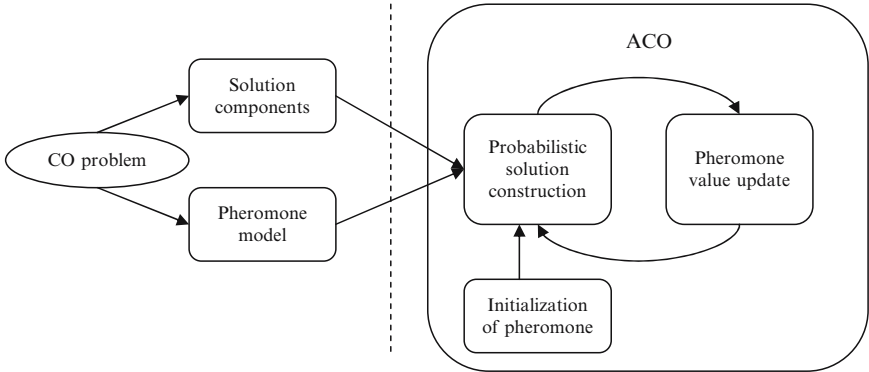 ACO
Solution
components
CO problem
Pheromone
model
Probabilistic
solution
construction
Pheromone
value update
Initialization
of pheromone